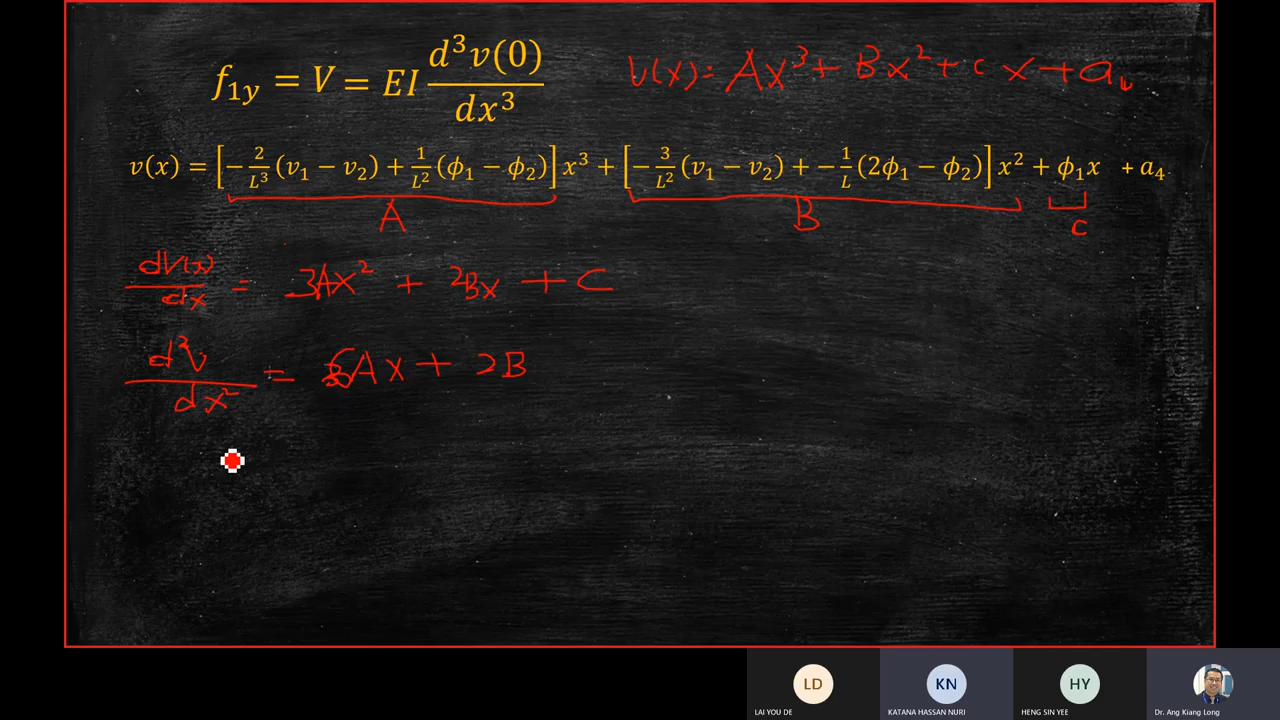 f₁y = V = EI d³v(0)/dx³
V(x) = Ax³ + Bx² + Cx + a₄
v(x) = [−2/L³(v₁ − v₂) + 1/L²(ϕ₁ − ϕ₂)] x³ + [−3/L²(v₁ − v₂) + −1/L(2ϕ₁ − ϕ₂)] x² + ϕ₁x + a₄
A B C
dV(x)/dx = 3Ax² + 2Bx + C
d²V/dx² = 6Ax + 2B
LD KN HY
LAI YOU DE KATANA HASSAN NURI HENG SIN YEE Dr. Ang Kiang Long